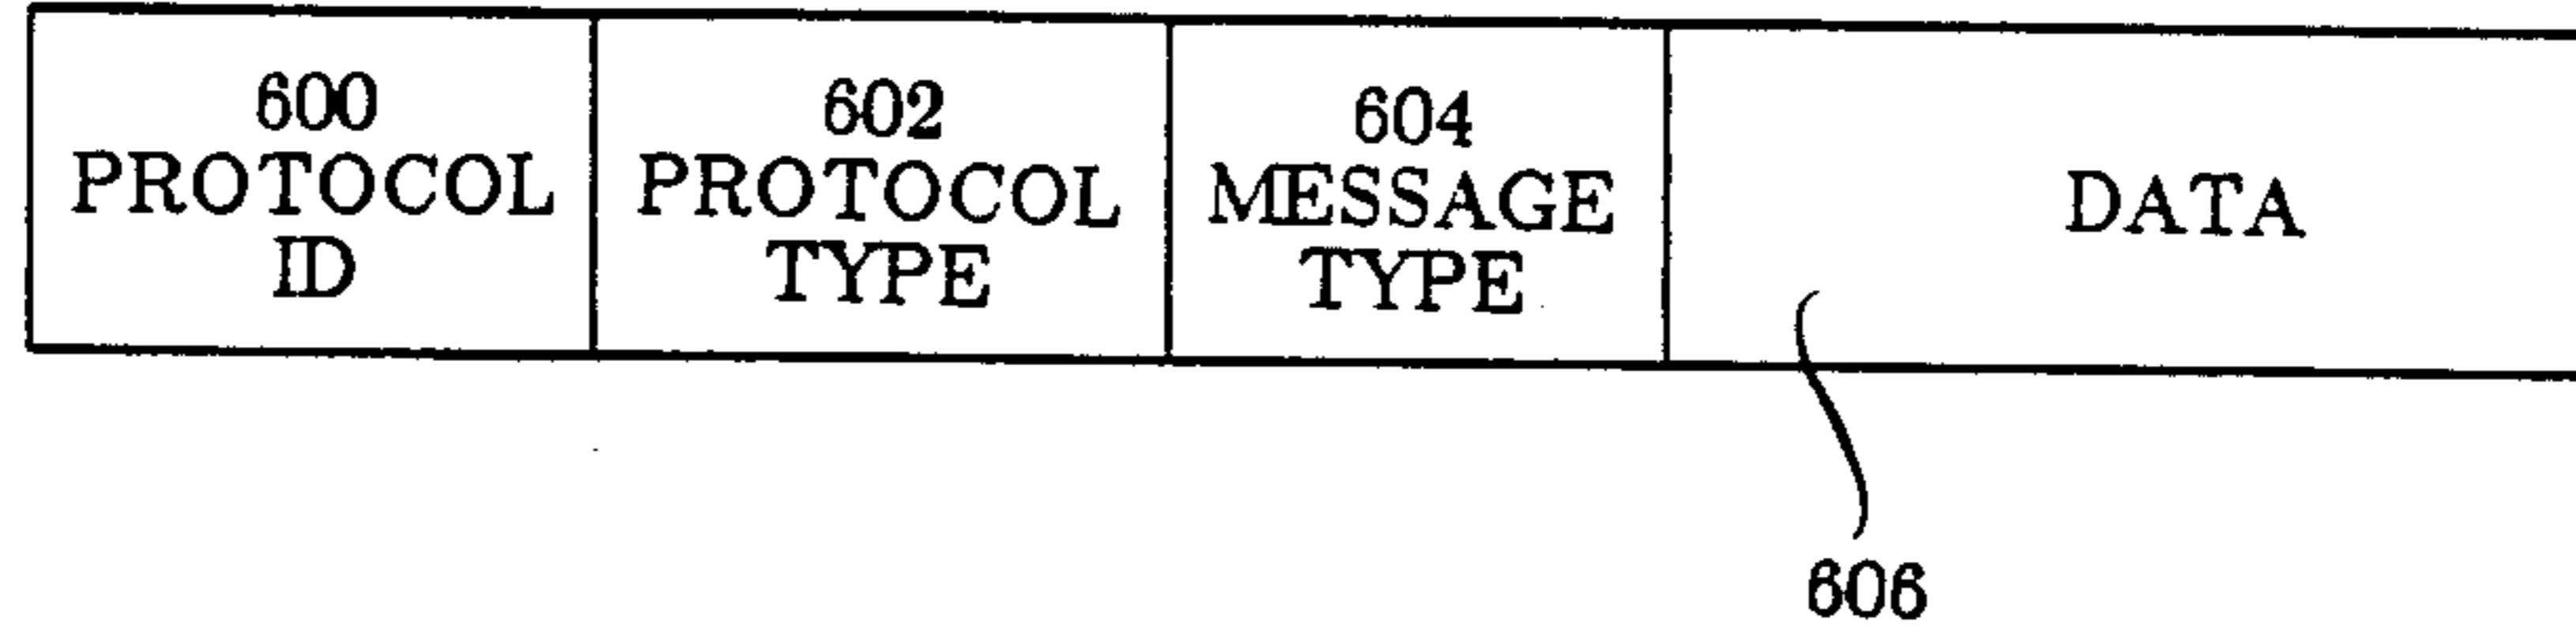 600
PROTOCOL
ID
602
PROTOCOL
TYPE
604
MESSAGE
TYPE
DATA
606